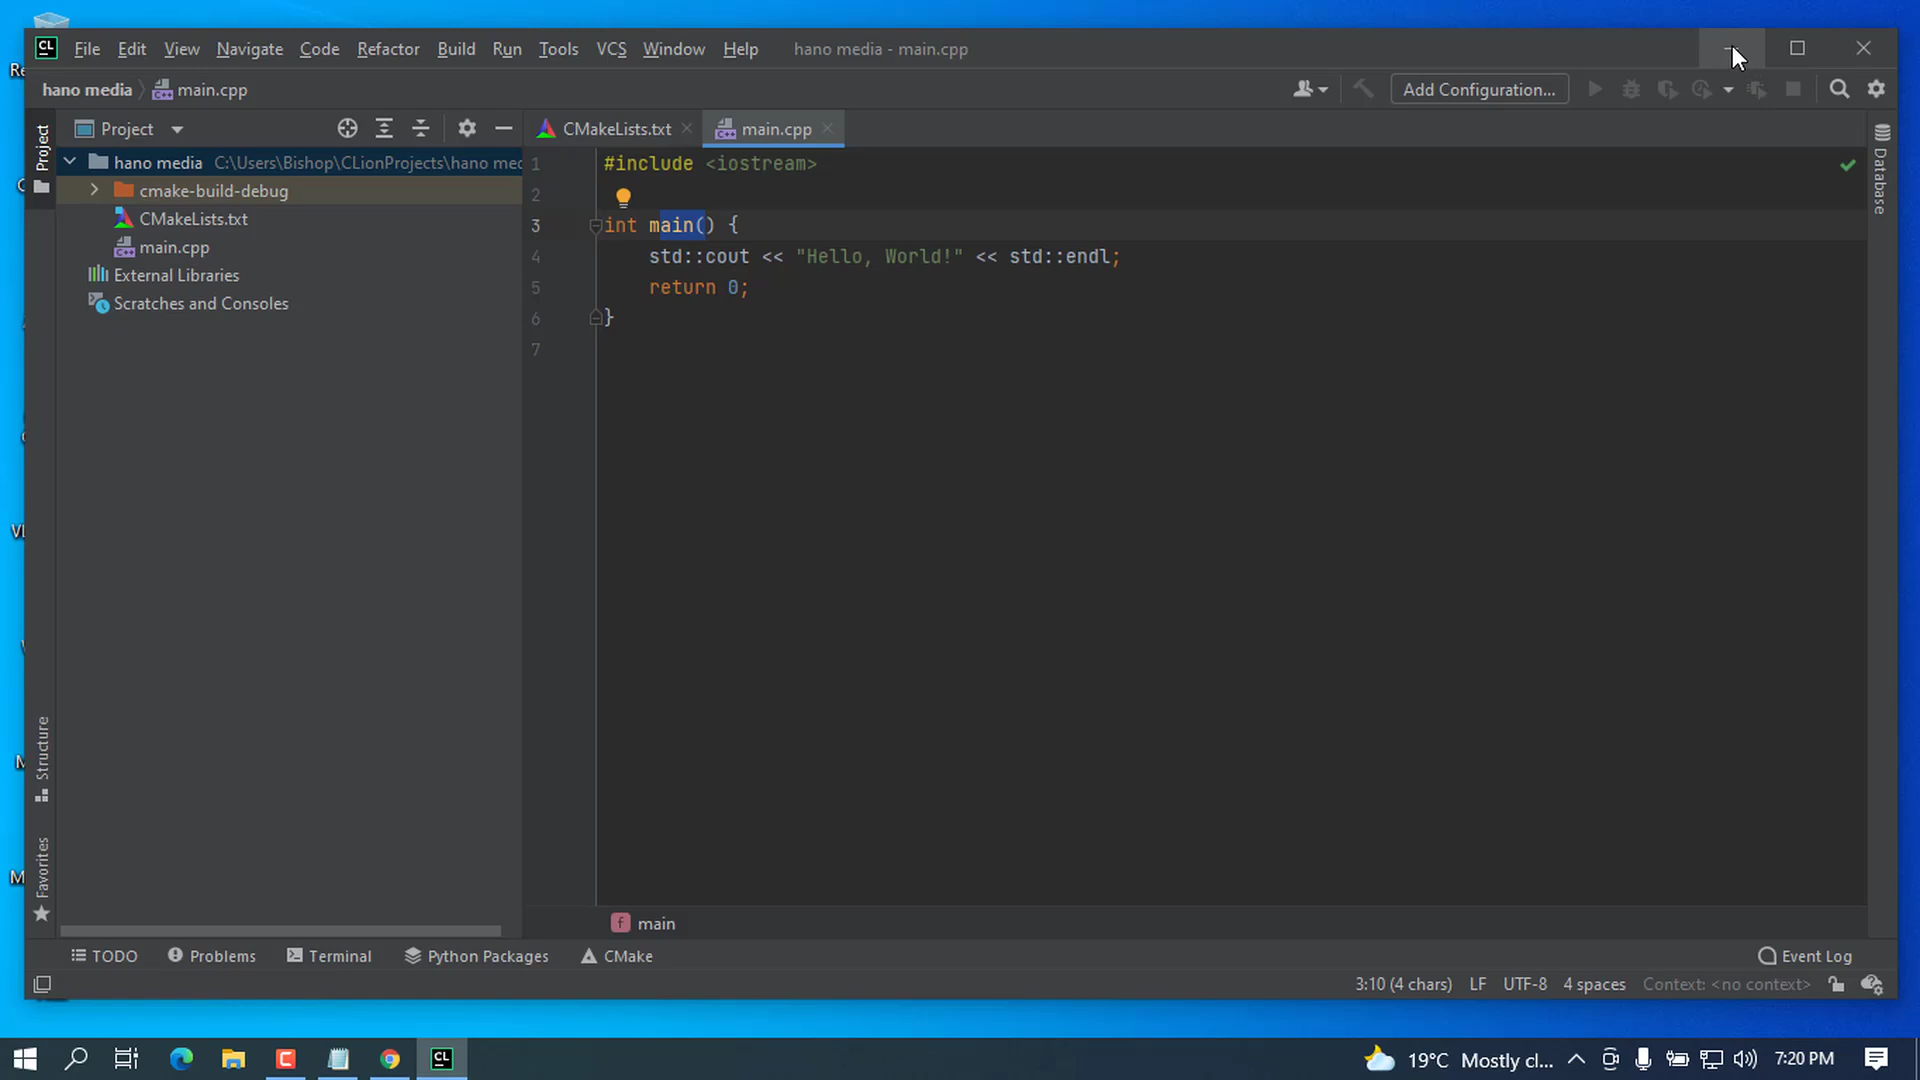 CL File Edit View Navigate Code Refactor Build Run Tools VCS Window Help hano media - main.cpp
hano media main.cpp Add Configuration...
Project CMakeLists.txt main.cpp
Project
hano media C:\Users\Bishop\CLionProjects\hano med
cmake-build-debug
CMakeLists.txt
main.cpp
External Libraries
Scratches and Consoles
1 #include <iostream>
2
3 int main() {
4 std::cout << "Hello, World!" << std::endl;
5 return 0;
6 }
7
Database
Structure
Favorites
f main
TODO Problems Terminal Python Packages CMake Event Log
3:10 (4 chars) LF UTF-8 4 spaces Context: <no context>
CL 19°C Mostly cl... 7:20 PM